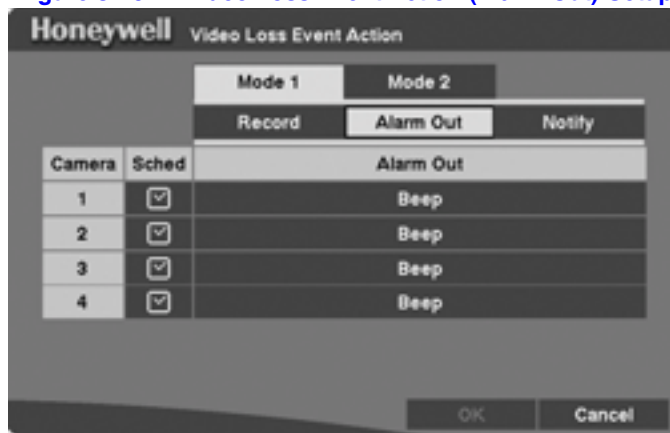 Honeywell Video Loss Event Action
Mode 1 Mode 2
Record Alarm Out Notify
Camera Sched Alarm Out
1 Beep
2 Beep
3 Beep
4 Beep
OK Cancel